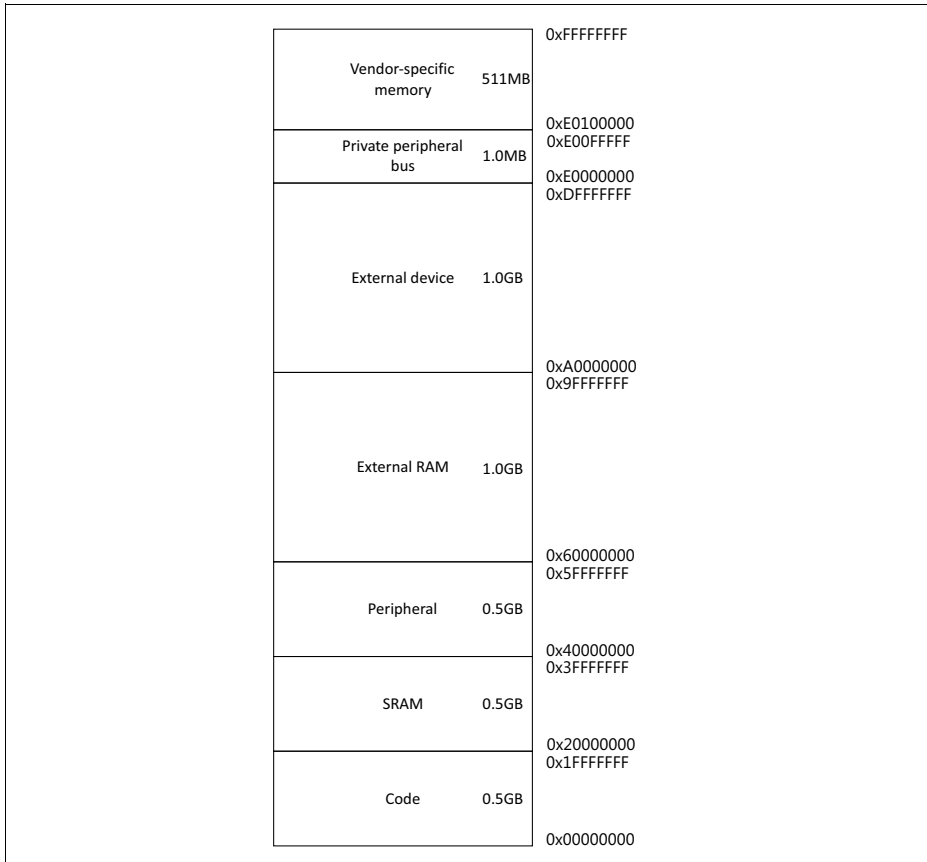 0xFFFFFFFF
Vendor-specific
memory
511MB
0xE0100000
0xE00FFFFF
Private peripheral
bus
1.0MB
0xE0000000
0xDFFFFFFF
External device
1.0GB
0xA0000000
0x9FFFFFFF
External RAM
1.0GB
0x60000000
0x5FFFFFFF
Peripheral
0.5GB
0x40000000
0x3FFFFFFF
SRAM
0.5GB
0x20000000
0x1FFFFFFF
Code
0.5GB
0x00000000